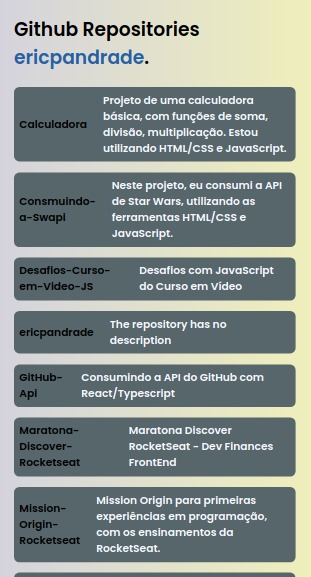 Github Repositories
ericpandrade.
Calculadora
Projeto de uma calculadora
básica, com funções de soma,
divisão, multiplicação. Estou
utilizando HTML/CSS e JavaScript.
Consmuindo-
a-Swapi
Neste projeto, eu consumi a API
de Star Wars, utilizando as
ferramentas HTML/CSS e
JavaScript.
Desafios-Curso-
em-Video-JS
Desafios com JavaScript
do Curso em Vídeo
ericpandrade
The repository has no
description
GitHub-
Api
Consumindo a API do GitHub com
React/Typescript
Maratona-
Discover-
Rocketseat
Maratona Discover
RocketSeat - Dev Finances
FrontEnd
Mission-
Origin-
Rocketseat
Mission Origin para primeiras
experiências em programação,
com os ensinamentos da
RocketSeat.